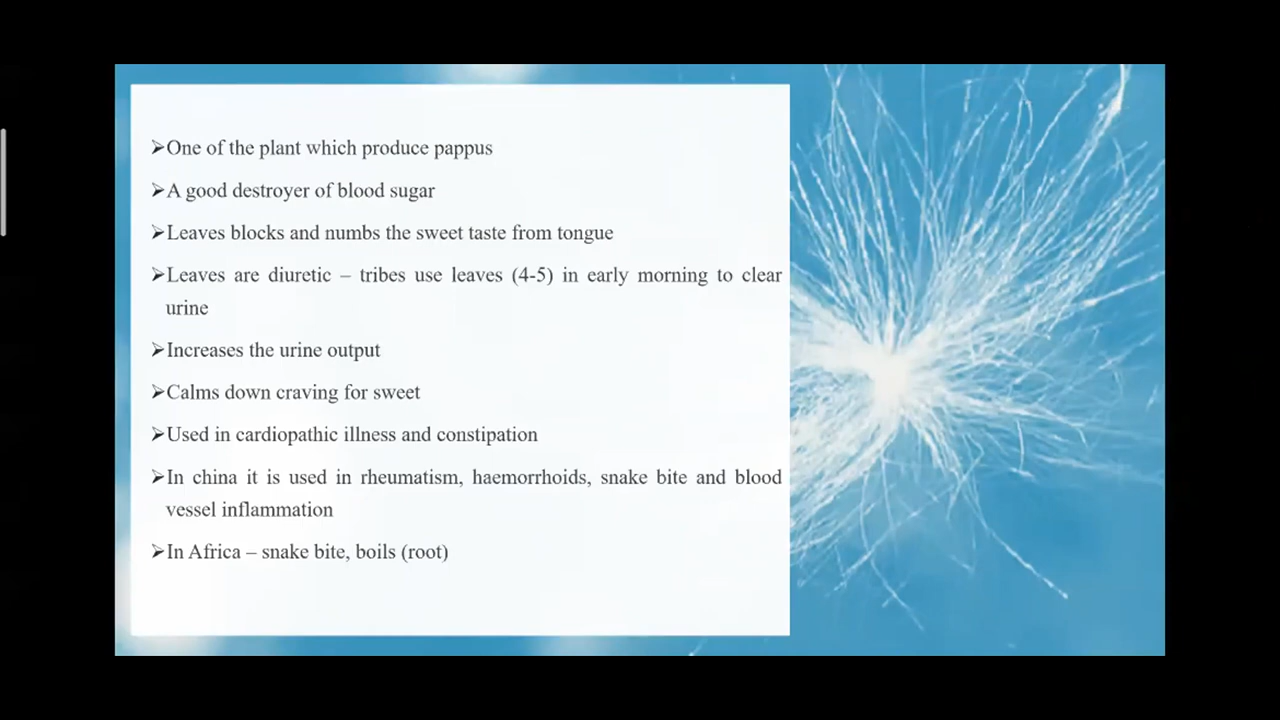 ➢One of the plant which produce pappus
➢A good destroyer of blood sugar
➢Leaves blocks and numbs the sweet taste from tongue
➢Leaves are diuretic – tribes use leaves (4-5) in early morning to clear
urine
➢Increases the urine output
➢Calms down craving for sweet
➢Used in cardiopathic illness and constipation
➢In china it is used in rheumatism, haemorrhoids, snake bite and blood
vessel inflammation
➢In Africa – snake bite, boils (root)